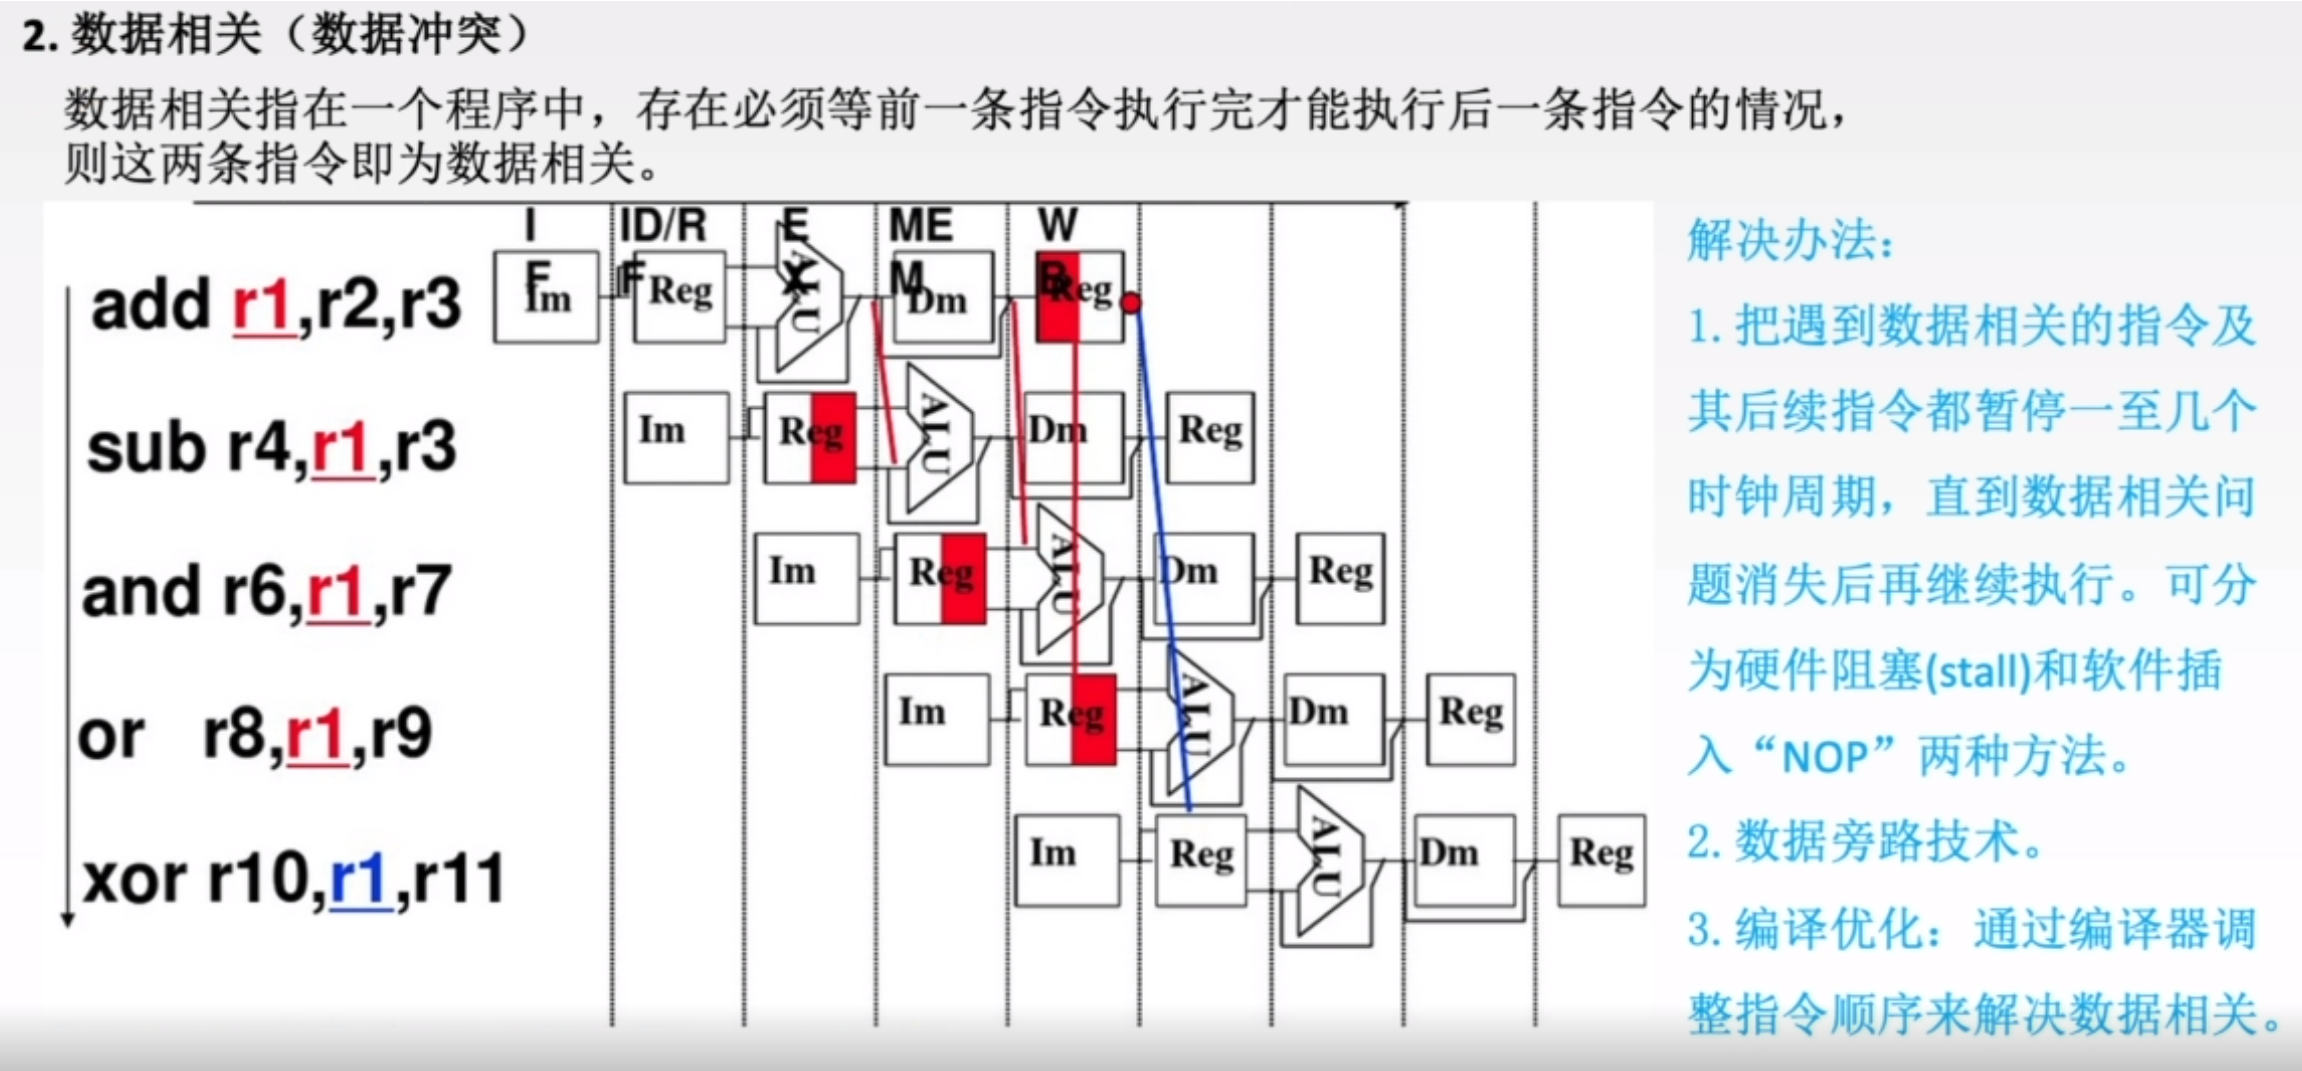 2. 数据相关（数据冲突）
数据相关指在一个程序中，存在必须等前一条指令执行完才能执行后一条指令的情况，
则这两条指令即为数据相关。
IF ID/RF EX MEM WB
add r1,r2,r3 Im Reg ALU Dm Reg
sub r4,r1,r3 Im Reg ALU Dm Reg
and r6,r1,r7 Im Reg ALU Dm Reg
or r8,r1,r9 Im Reg ALU Dm Reg
xor r10,r1,r11 Im Reg ALU Dm Reg
解决办法：
1. 把遇到数据相关的指令及
其后续指令都暂停一至几个
时钟周期，直到数据相关问
题消失后再继续执行。可分
为硬件阻塞(stall)和软件插
入“NOP”两种方法。
2. 数据旁路技术。
3. 编译优化：通过编译器调
整指令顺序来解决数据相关。